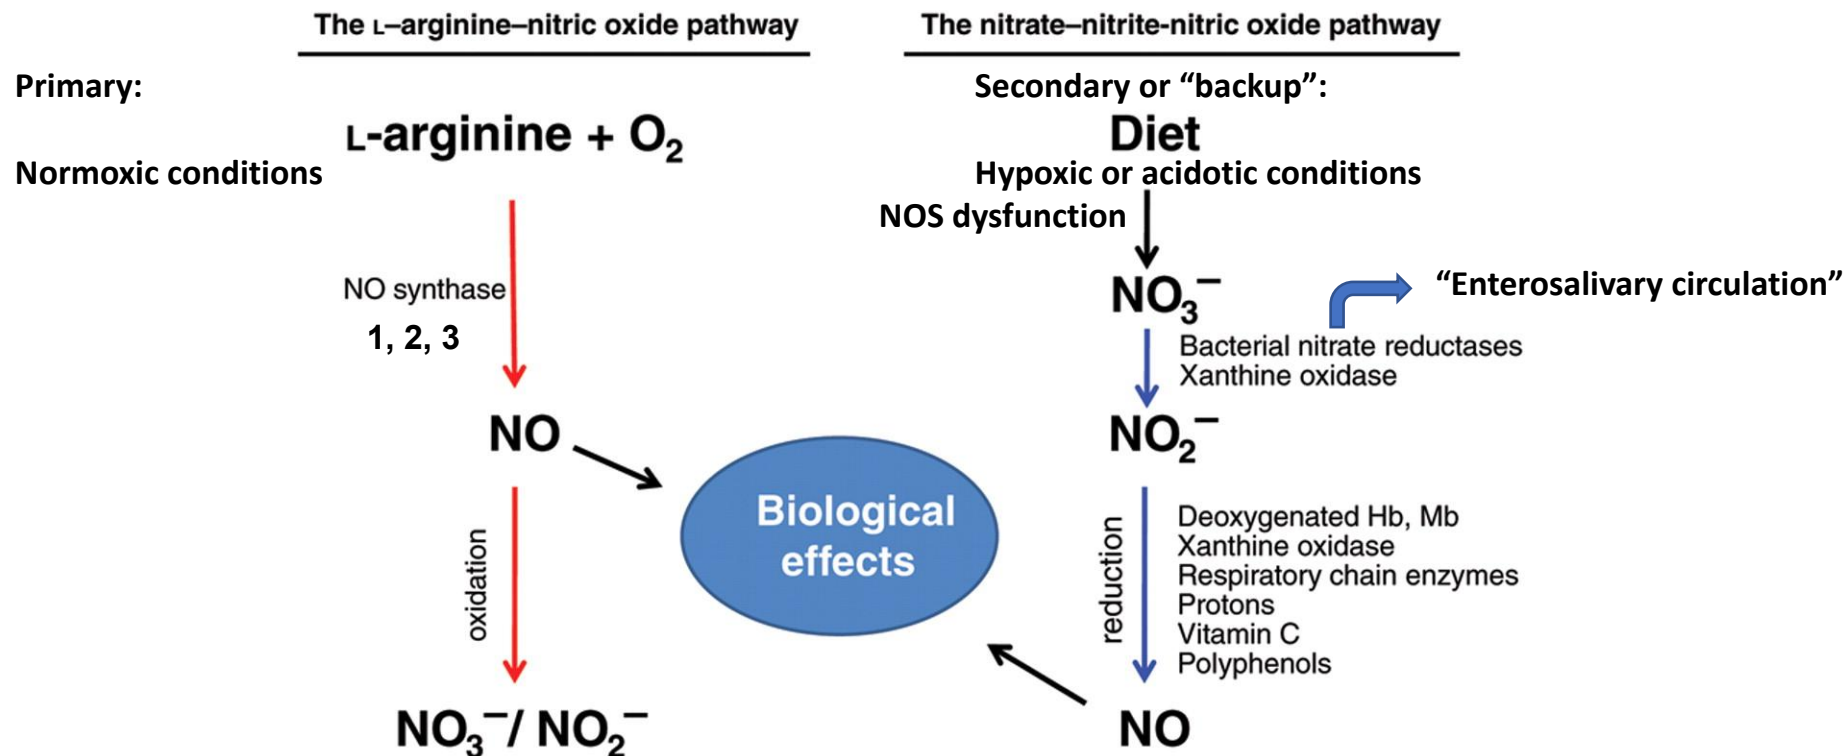 The L–arginine–nitric oxide pathway
Primary:
L-arginine + O₂
Normoxic conditions
NO synthase
1, 2, 3
NO
oxidation
NO₃⁻/ NO₂⁻
Biological
effects
The nitrate–nitrite-nitric oxide pathway
Secondary or “backup”:
Diet
Hypoxic or acidotic conditions
NOS dysfunction
NO₃⁻
“Enterosalivary circulation”
Bacterial nitrate reductases
Xanthine oxidase
NO₂⁻
reduction
Deoxygenated Hb, Mb
Xanthine oxidase
Respiratory chain enzymes
Protons
Vitamin C
Polyphenols
NO